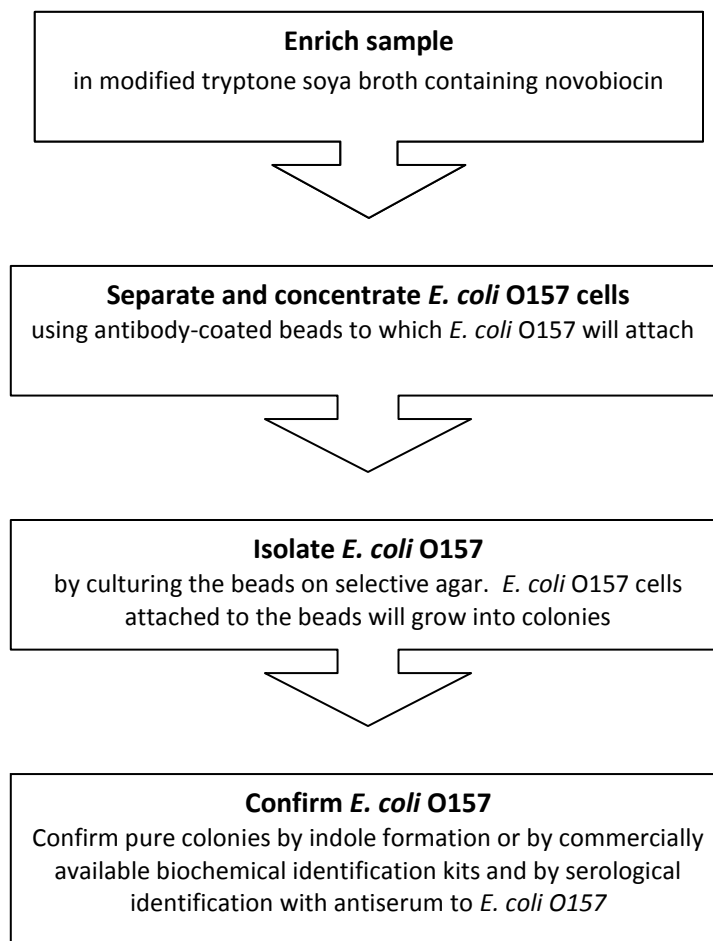 Enrich sample
in modified tryptone soya broth containing novobiocin
Separate and concentrate E. coli O157 cells
using antibody-coated beads to which E. coli O157 will attach
Isolate E. coli O157
by culturing the beads on selective agar.  E. coli O157 cells
attached to the beads will grow into colonies
Confirm E. coli O157
Confirm pure colonies by indole formation or by commercially
available biochemical identification kits and by serological
identification with antiserum to E. coli O157